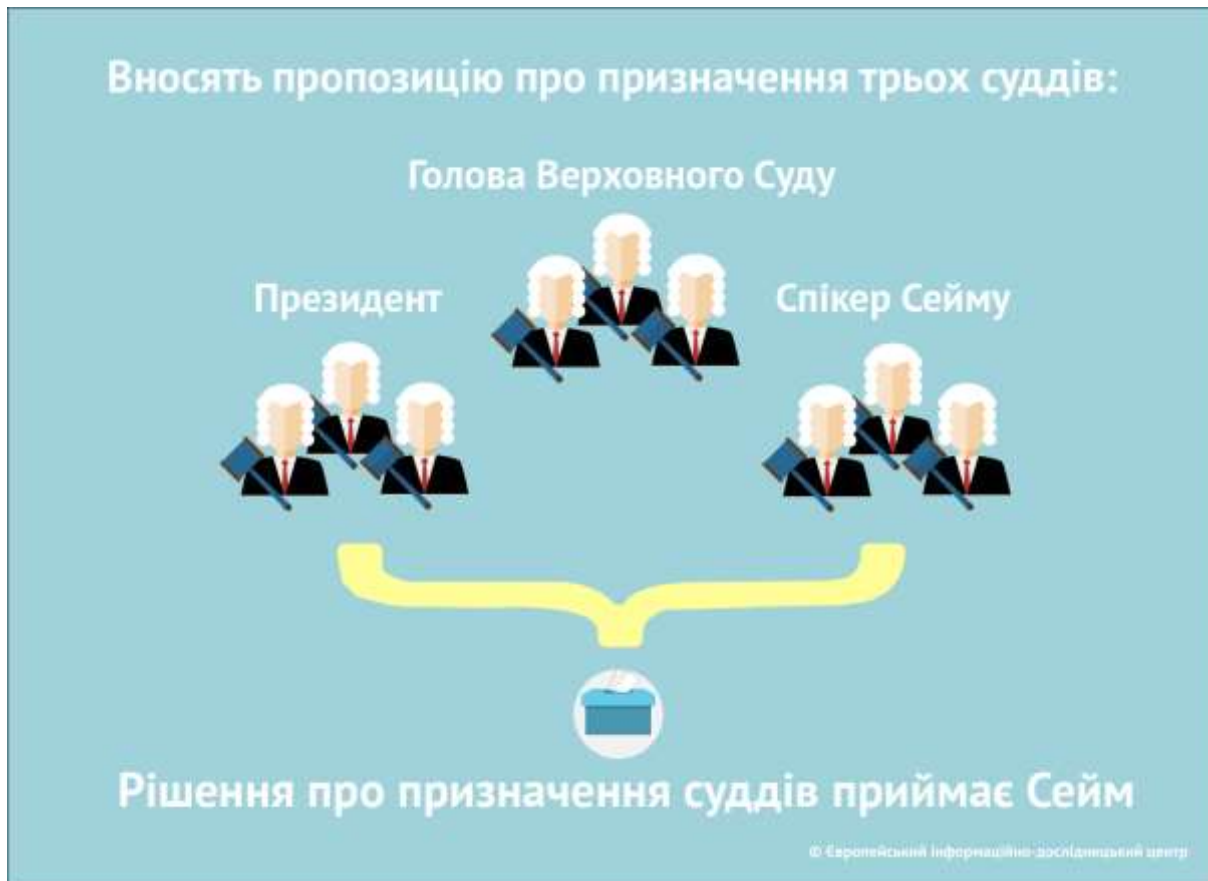 Вносять пропозицію про призначення трьох суддів:
Голова Верховного Суду
Президент
Спікер Сейму
Рішення про призначення суддів приймає Сейм
© Європейський інформаційно-дослідницький центр